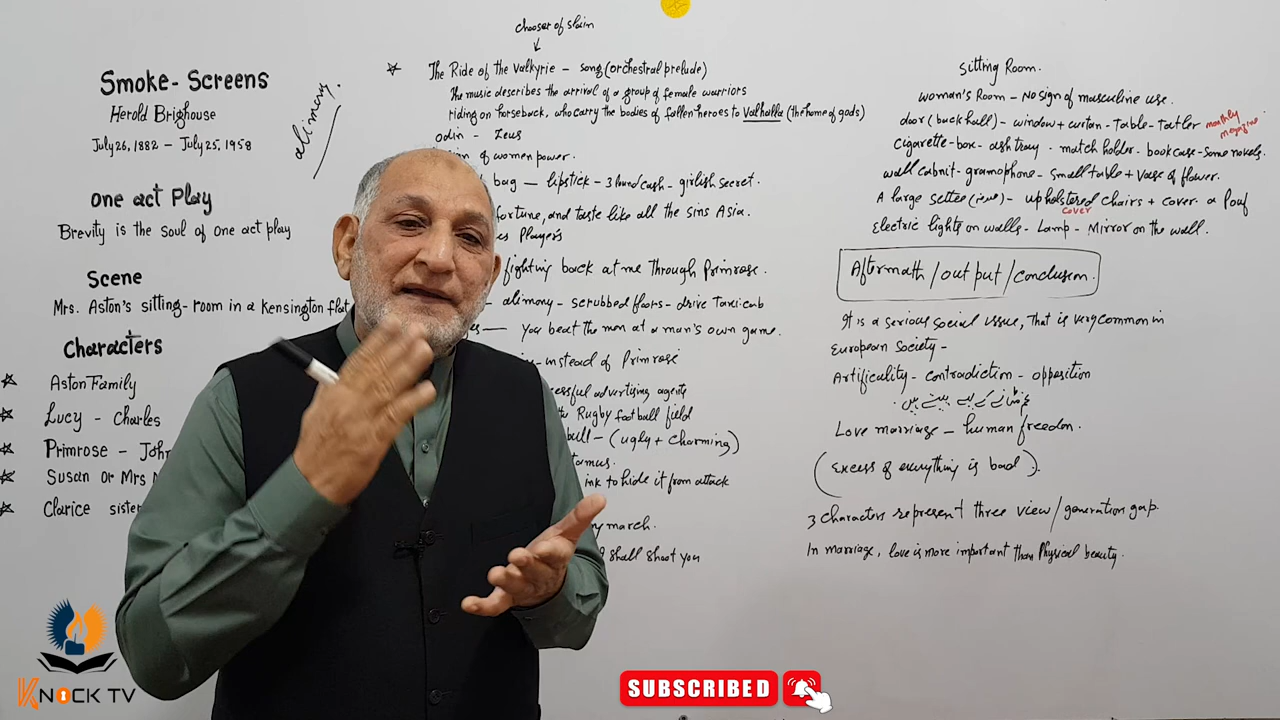 Smoke-Screens
Herold Brighouse
July 26, 1882 – July 25, 1958
alimony.
one act Play
Brevity is the soul of one act play
Scene
Mrs. Aston's sitting-room in a Kensington flat
Characters
Aston Family
Lucy - Charles
Primrose - John
Susan or Mrs
Clarice sister
chooser of slain
The Ride of the Valkyrie – song (orchestral prelude)
The music describes the arrival of a group of female warriors
riding on horseback, who carry the bodies of fallen heroes to Valhalla (the home of gods)
odin - Zeus
of women power.
bag — lipstick - 3 hund cash - girlish secret.
fortune, and taste like all the sins Asia.
Players
fighting back at me through Primrose.
alimony - scrubbed floors - drive Taxi-cab
You beat the men at a man's own game.
instead of Primrose
successful advertising agents
Rugby football field
bull - (ugly + charming)
ink to hide it from attack
march.
I shall shoot you
Sitting Room.
woman's Room – No sign of masculine use.
door (back hall) - window + curtan - Table - Tatler monthly megazine
Cigarette-box - ash tray - match holder - book case - some novels.
wall cabnit - gramophone - small table + Vase of flower.
A large settee (sofa) - upholstered chairs + cover - a Pouf
cover
Electric lights on walls - Lamp - Mirror on the wall.
Aftermath / out put / conclusion.
It is a serious social issue, That is very common in
European Society -
Artificality - contradiction - opposition
Love marriage – human freedom.
(Excess of everything is bad).
3 characters represent three view / generation gap.
In marriage, love is more important than Physical beauty.
KNOCK TV
SUBSCRIBED